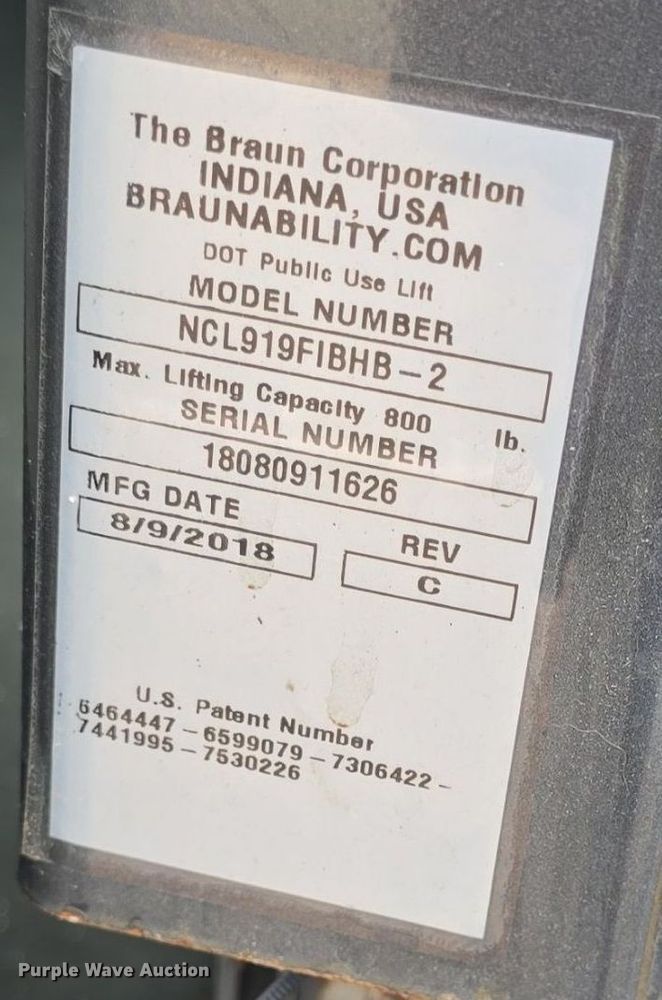 The Braun Corporation
INDIANA, USA
BRAUNABILITY.COM
DOT Public Use Lift
MODEL NUMBER
NCL919FIBHB-2
Max. Lifting Capacity 800 lb.
SERIAL NUMBER
18080911626
MFG DATE
8/9/2018
REV
C
U.S. Patent Number
6464447-6599079-7306422-
7441995-7530226
Purple Wave Auction